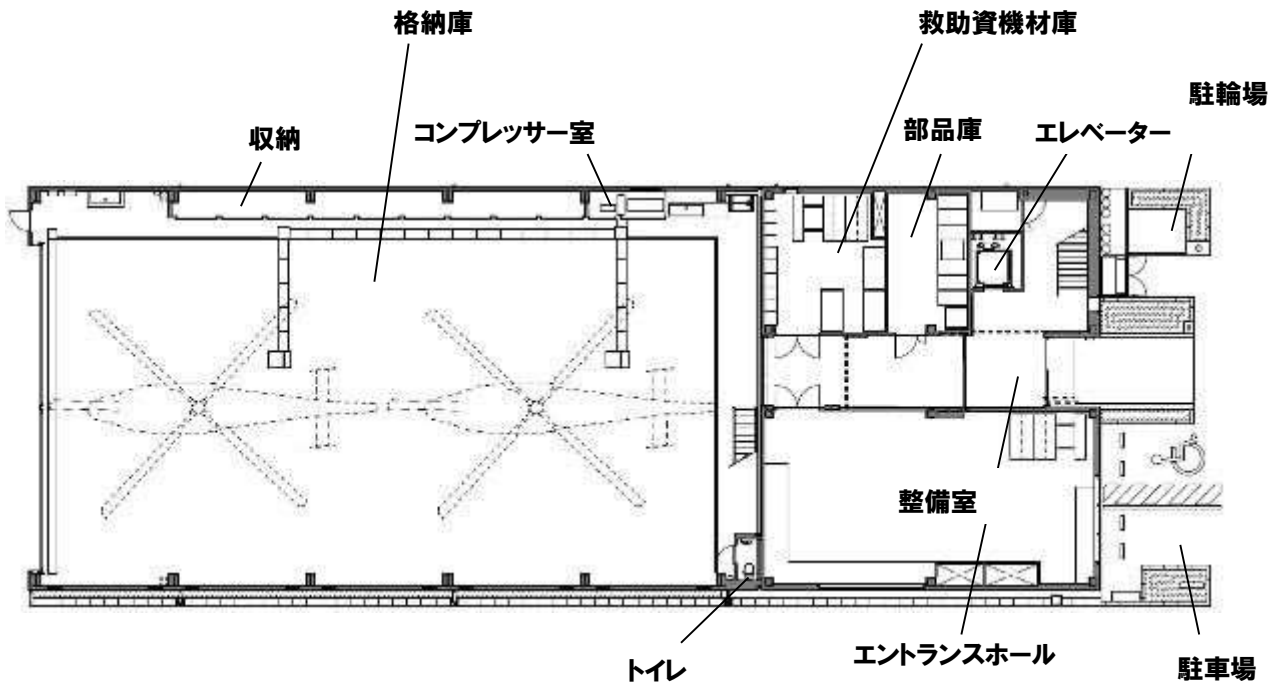 格納庫
救助資機材庫
駐輪場
収納
コンプレッサー室
部品庫
エレベーター
整備室
トイレ
エントランスホール
駐車場